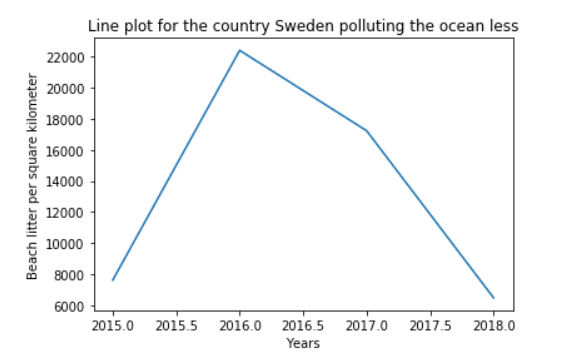 Line plot for the country Sweden polluting the ocean less
Beach litter per square kilometer
22000
20000
18000
16000
14000
12000
10000
8000
6000
2015.0 2015.5 2016.0 2016.5 2017.0 2017.5 2018.0
Years